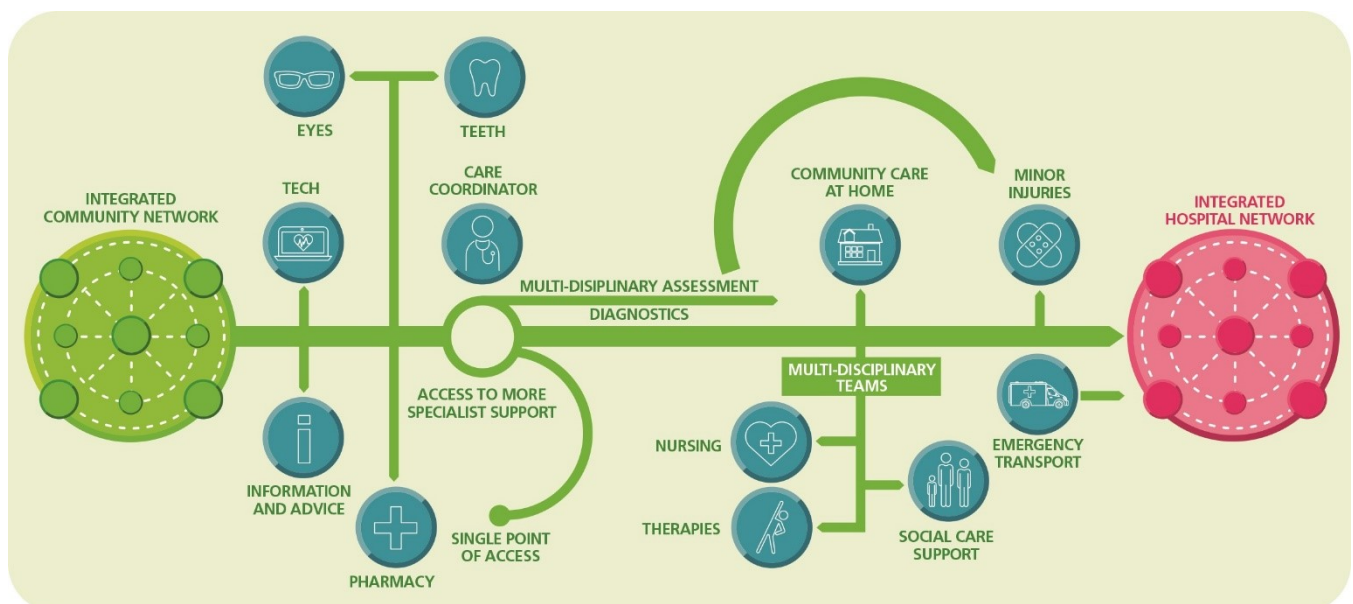 INTEGRATED
COMMUNITY NETWORK
EYES
TEETH
TECH
CARE
COORDINATOR
INFORMATION
AND ADVICE
PHARMACY
ACCESS TO MORE
SPECIALIST SUPPORT
SINGLE POINT
OF ACCESS
MULTI-DISIPLINARY ASSESSMENT
DIAGNOSTICS
COMMUNITY CARE
AT HOME
MINOR
INJURIES
MULTI-DISCIPLINARY
TEAMS
NURSING
THERAPIES
SOCIAL CARE
SUPPORT
EMERGENCY
TRANSPORT
INTEGRATED
HOSPITAL NETWORK